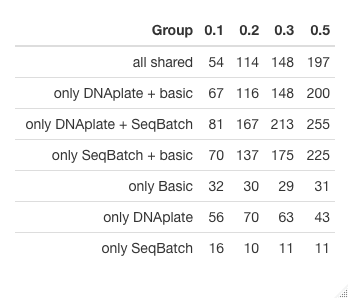 Group 0.1 0.2 0.3 0.5
all shared 54 114 148 197
only DNAplate + basic 67 116 148 200
only DNAplate + SeqBatch 81 167 213 255
only SeqBatch + basic 70 137 175 225
only Basic 32 30 29 31
only DNAplate 56 70 63 43
only SeqBatch 16 10 11 11